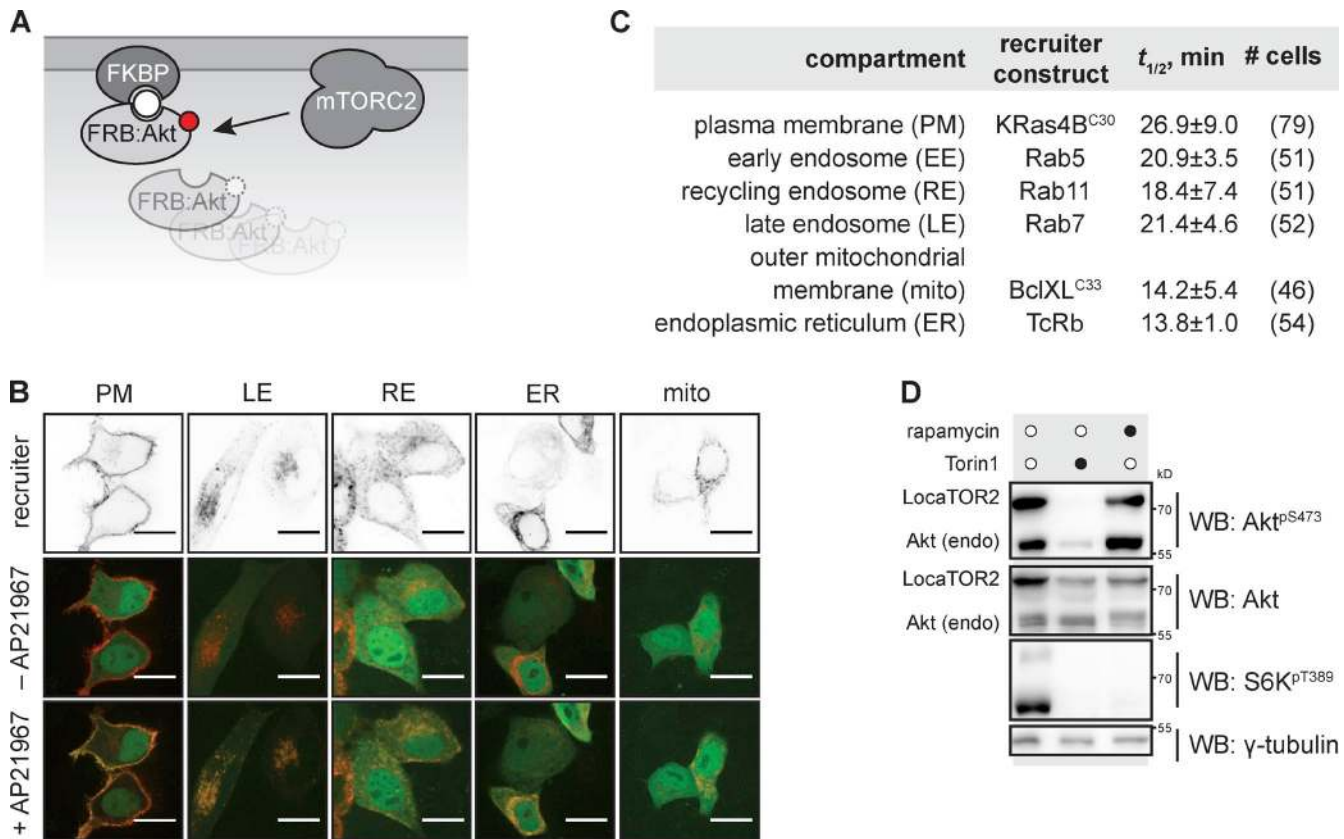 A
FKBP
FRB:Akt
mTORC2
FRB:Akt
FRB:Akt
FRB:Akt
C
compartment recruiter construct t1/2, min # cells
plasma membrane (PM) KRas4BC30 26.9±9.0 (79)
early endosome (EE) Rab5 20.9±3.5 (51)
recycling endosome (RE) Rab11 18.4±7.4 (51)
late endosome (LE) Rab7 21.4±4.6 (52)
outer mitochondrial
membrane (mito) BclXLC33 14.2±5.4 (46)
endoplasmic reticulum (ER) TcRb 13.8±1.0 (54)
B
PM LE RE ER mito
recruiter
– AP21967
+ AP21967
D
rapamycin
Torin1
kD
LocaTOR2
70
WB: AktpS473
Akt (endo)
55
LocaTOR2
70
WB: Akt
Akt (endo)
55
70
WB: S6KpT389
55
WB: γ-tubulin